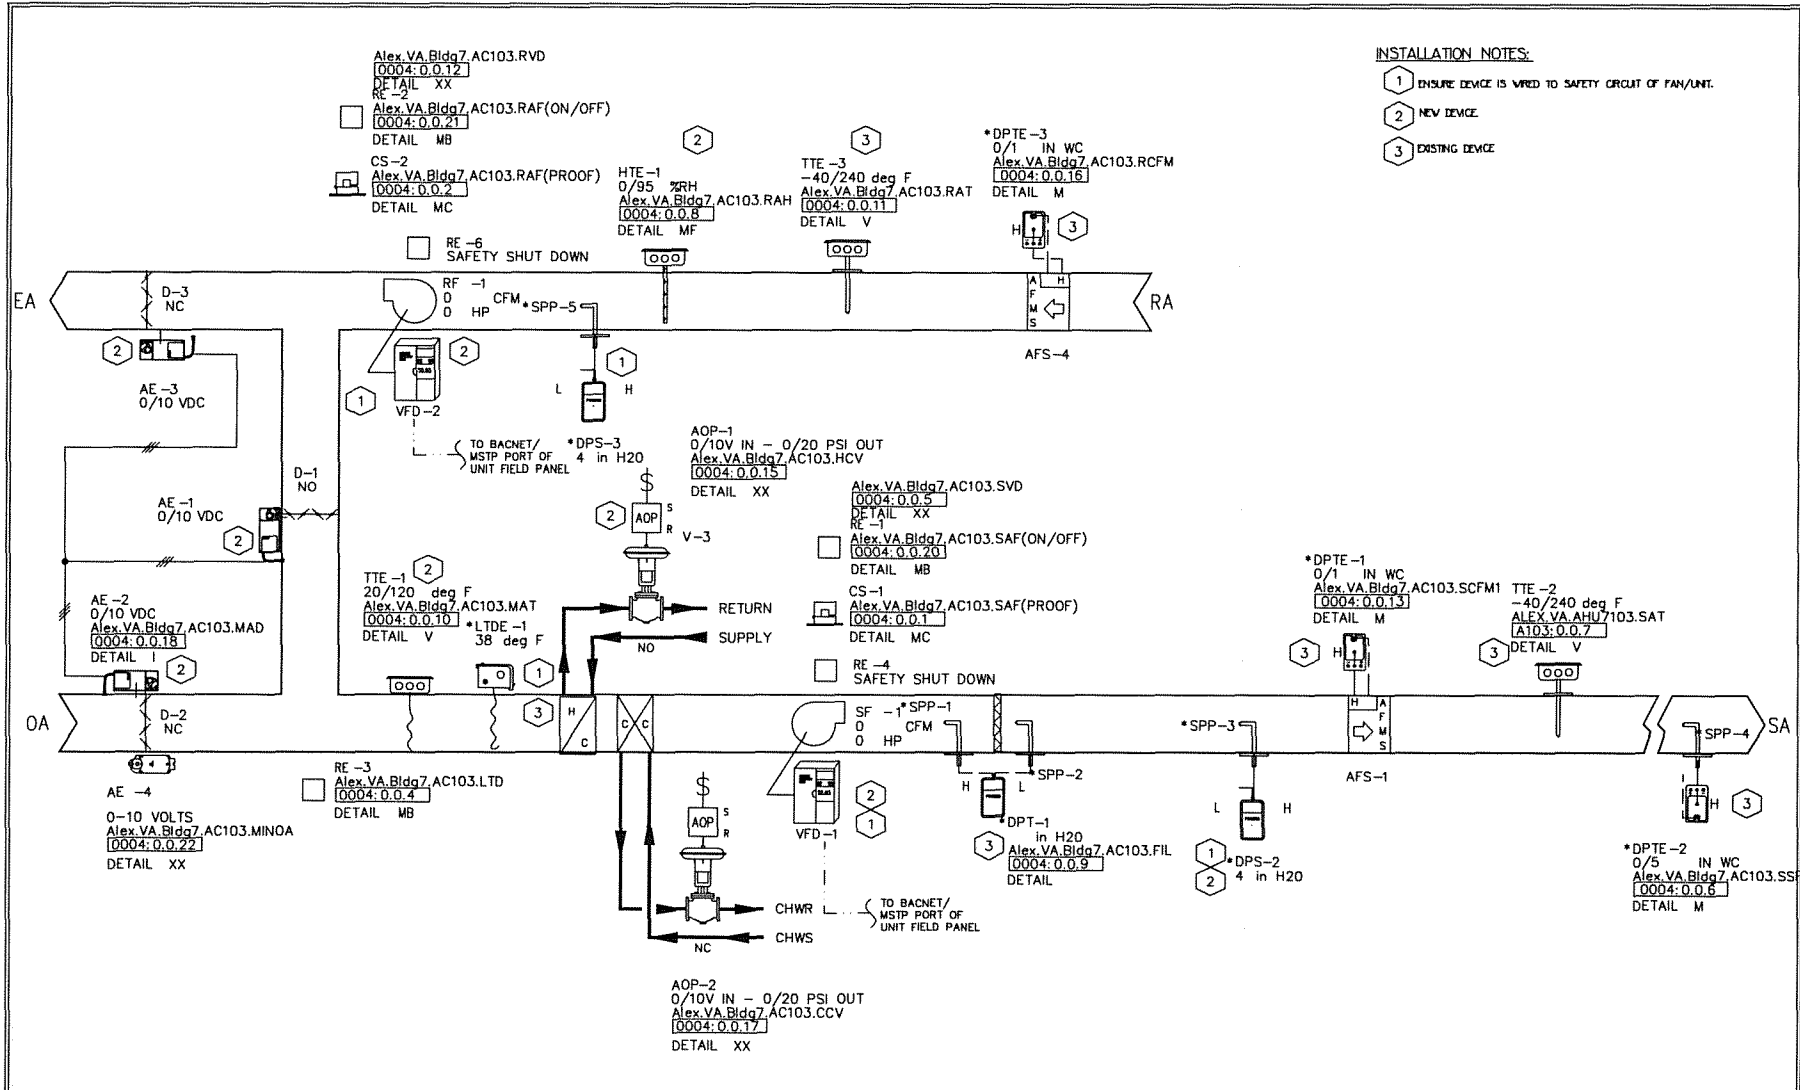 INSTALLATION NOTES:
1 ENSURE DEVICE IS WIRED TO SAFETY CIRCUIT OF FAN/UNIT.
2 NEW DEVICE
3 EXISTING DEVICE
Alex.VA.Bldg7.AC103.RVD
0004:0.0.12
DETAIL XX
RE-2
Alex.VA.Bldg7.AC103.RAF(ON/OFF)
0004:0.0.21
DETAIL MB
CS-2
Alex.VA.Bldg7.AC103.RAF(PROOF)
0004:0.0.2
DETAIL MC
RE-6
SAFETY SHUT DOWN
2
HTE-1
0/95 %RH
Alex.VA.Bldg7.AC103.RAH
0004:0.0.8
DETAIL MF
3
TTE-3
-40/240 deg F
Alex.VA.Bldg7.AC103.RAT
0004:0.0.11
DETAIL V
*DPTE-3
0/1 IN WC
Alex.VA.Bldg7.AC103.RCFM
0004:0.0.16
DETAIL M
H
3
EA
D-3
NC
RF -1
0 CFM
0 HP
*SPP-5
A F M S
H
RA
AFS-4
2
AE-3
0/10 VDC
2
1
VFD-2
1
L H
*DPS-3
4 in H20
TO BACNET/
MSTP PORT OF
UNIT FIELD PANEL
D-1
NO
AE-1
0/10 VDC
2
AOP-1
0/10V IN - 0/20 PSI OUT
Alex.VA.Bldg7.AC103.HCV
0004:0.0.15
DETAIL XX
2
AOP
S
R
V-3
RETURN
SUPPLY
NO
Alex.VA.Bldg7.AC103.SVD
0004:0.0.5
DETAIL XX
RE-1
Alex.VA.Bldg7.AC103.SAF(ON/OFF)
0004:0.0.20
DETAIL MB
CS-1
Alex.VA.Bldg7.AC103.SAF(PROOF)
0004:0.0.1
DETAIL MC
RE-4
SAFETY SHUT DOWN
AE-2
0/10 VDC
Alex.VA.Bldg7.AC103.MAD
0004:0.0.18
DETAIL I
2
TTE-1
2
20/120 deg F
Alex.VA.Bldg7.AC103.MAT
0004:0.0.10
DETAIL V
*LTDE-1
38 deg F
1
3
*DPTE-1
0/1 IN WC
Alex.VA.Bldg7.AC103.SCFM1
0004:0.0.13
DETAIL M
3
H
TTE-2
-40/240 deg F
ALEX.VA.AHU7103.SAT
A103:0.0.7
DETAIL V
3
OA
D-2
NC
H
C
C C
SF -1
0 CFM
0 HP
*SPP-1
*SPP-2
*SPP-3
H
A F M S
AFS-1
*SPP-4
SA
AE -4
0-10 VOLTS
Alex.VA.Bldg7.AC103.MINOA
0004:0.0.22
DETAIL XX
RE-3
Alex.VA.Bldg7.AC103.LTD
0004:0.0.4
DETAIL MB
AOP
S
R
CHWR
CHWS
NC
VFD-1
2
1
TO BACNET/
MSTP PORT OF
UNIT FIELD PANEL
H L
*DPT-1
in H20
3
Alex.VA.Bldg7.AC103.FIL
0004:0.0.9
DETAIL
L H
1
2
*DPS-2
4 in H20
H
3
*DPTE-2
0/5 IN WC
Alex.VA.Bldg7.AC103.SSP
0004:0.0.6
DETAIL M
AOP-2
0/10V IN - 0/20 PSI OUT
Alex.VA.Bldg7.AC103.CCV
0004:0.0.17
DETAIL XX